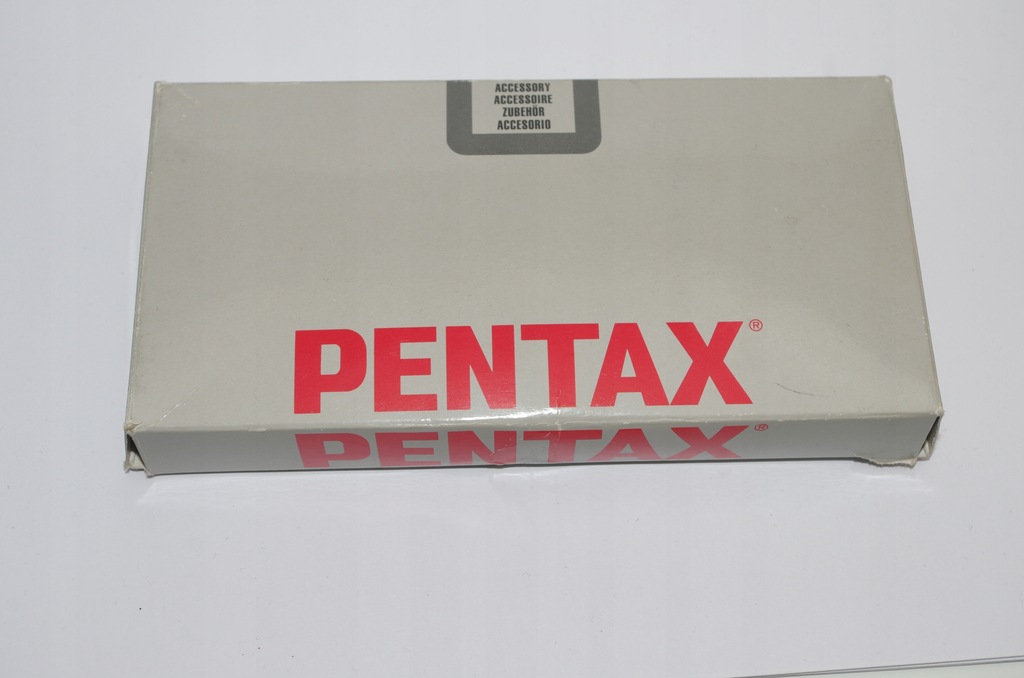 ACCESSORY
ACCESSOIRE
ZUBEHÖR
ACCESORIO
PENTAX®
PENTAX®